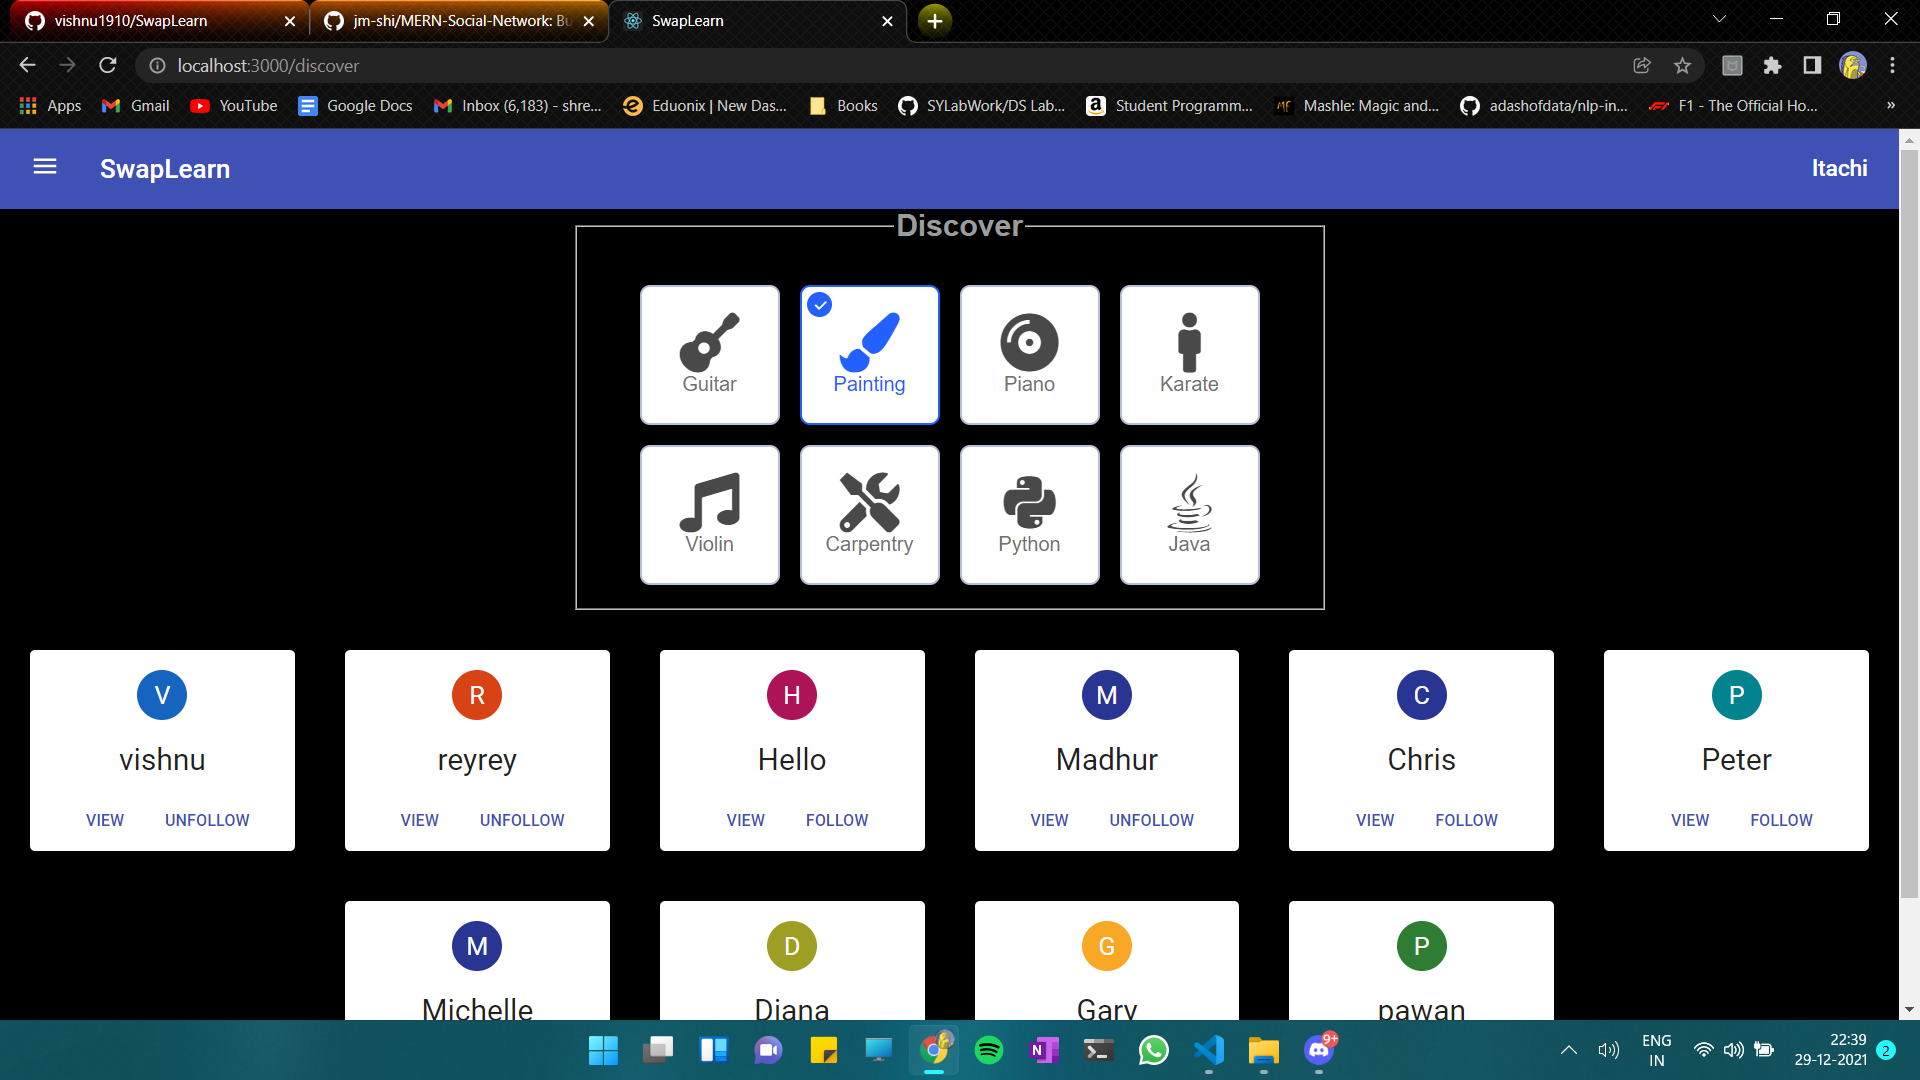 vishnu1910/SwapLearn
jm-shi/MERN-Social-Network: Bu
SwapLearn
localhost:3000/discover
Apps
Gmail
YouTube
Google Docs
Inbox (6,183) - shre...
Eduonix | New Das...
Books
SYLabWork/DS Lab...
Student Programm...
Mashle: Magic and...
adashofdata/nlp-in...
F1 - The Official Ho...
»
SwapLearn
Itachi
Discover
Guitar
Painting
Piano
Karate
Violin
Carpentry
Python
Java
V
R
H
M
C
P
vishnu
reyrey
Hello
Madhur
Chris
Peter
VIEW UNFOLLOW
VIEW UNFOLLOW
VIEW FOLLOW
VIEW UNFOLLOW
VIEW FOLLOW
VIEW FOLLOW
M
D
G
P
Michelle
Diana
Gary
pawan
9+
ENG
IN
22:39
29-12-2021
2